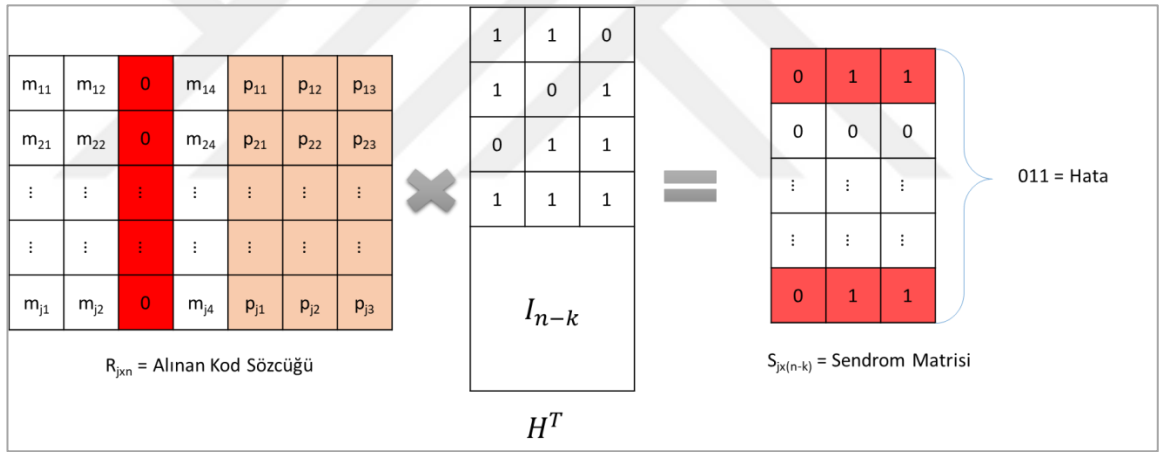 m11 m12 0 m14 p11 p12 p13
m21 m22 0 m24 p21 p22 p23
⋮ ⋮ ⋮ ⋮ ⋮ ⋮ ⋮
⋮ ⋮ ⋮ ⋮ ⋮ ⋮ ⋮
mj1 mj2 0 mj4 pj1 pj2 pj3
Rjxn = Alınan Kod Sözcüğü
1 1 0
1 0 1
0 1 1
1 1 1
In−k
H^T
0 1 1
0 0 0
⋮ ⋮ ⋮
⋮ ⋮ ⋮
0 1 1
Sjx(n-k) = Sendrom Matrisi
011 = Hata